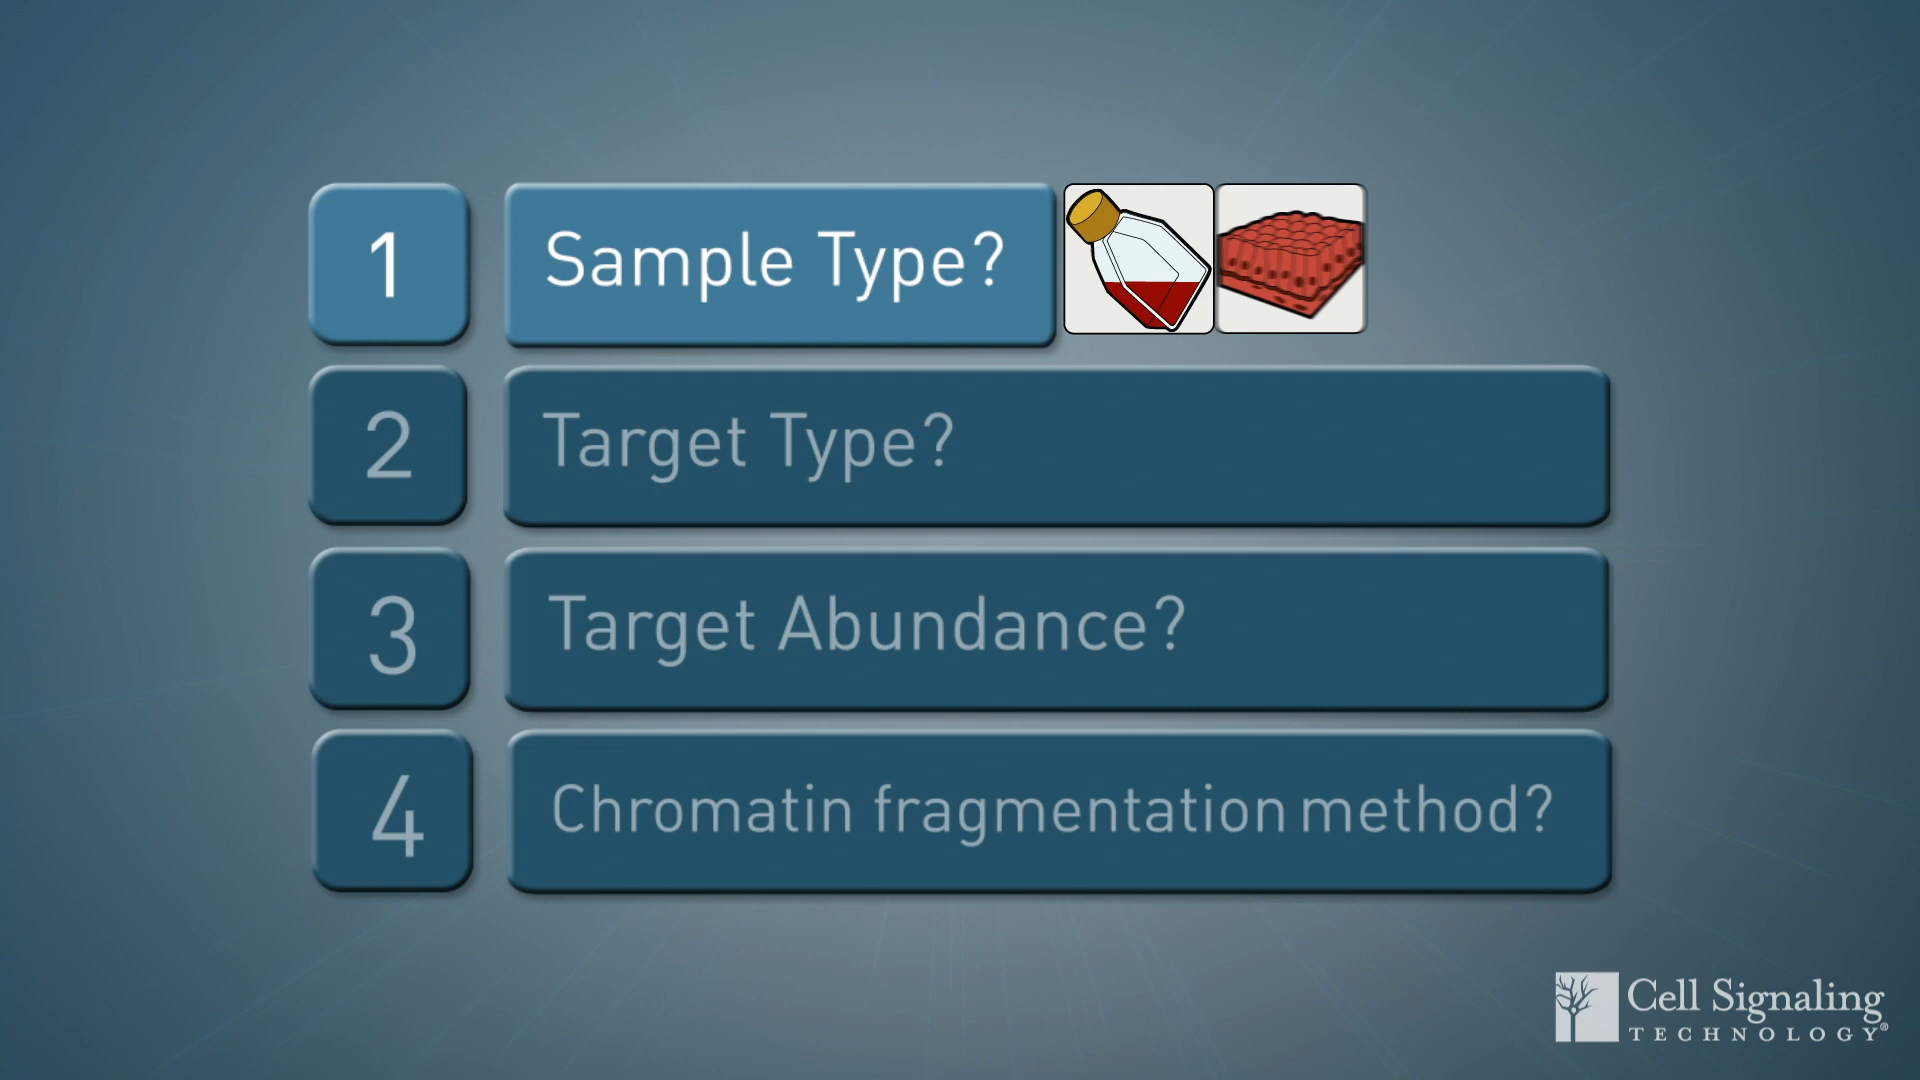 1 Sample Type?
2 Target Type?
3 Target Abundance?
4 Chromatin fragmentation method?
Cell Signaling
TECHNOLOGY®